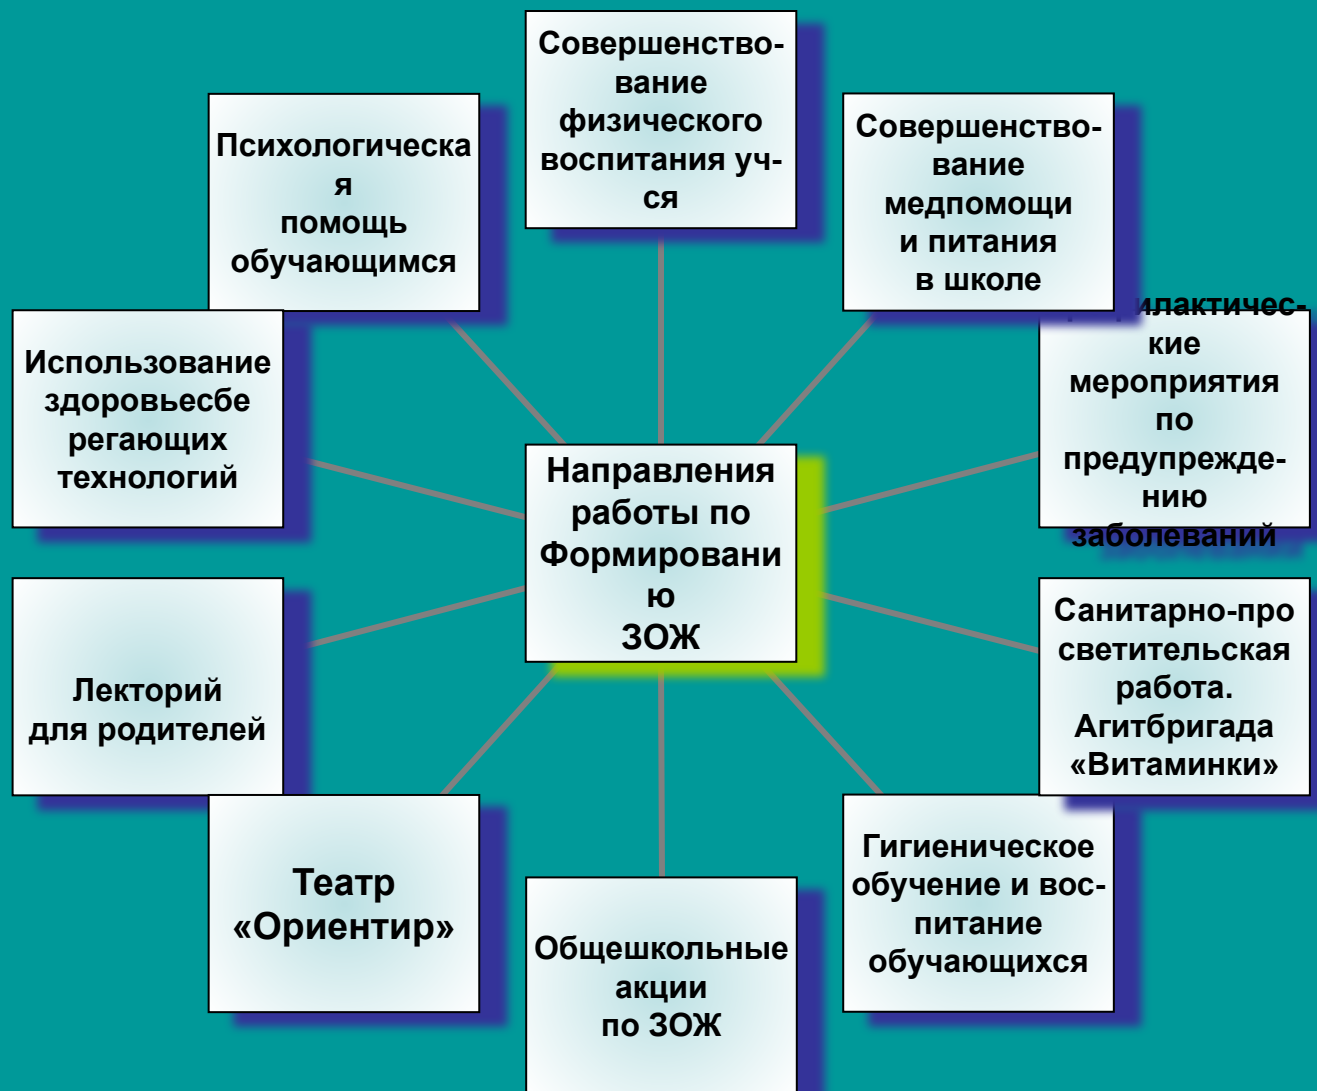 Совершенство-
вание
физического
воспитания уч-
ся
Совершенство-
вание
медпомощи
и питания
в школе
кие
мероприятия
по
предупрежде-
нию
заболеваний
Санитарно-про
светительская
работа.
Агитбригада
«Витаминки»
Гигиеническое
обучение и вос-
питание
обучающихся
Общешкольные
акции
по ЗОЖ
Театр
«Ориентир»
Лекторий
для родителей
Использование
здоровьесбе
регающих
технологий
Психологическа
я
помощь
обучающимся
Направления
работы по
Формировани
ю
ЗОЖ